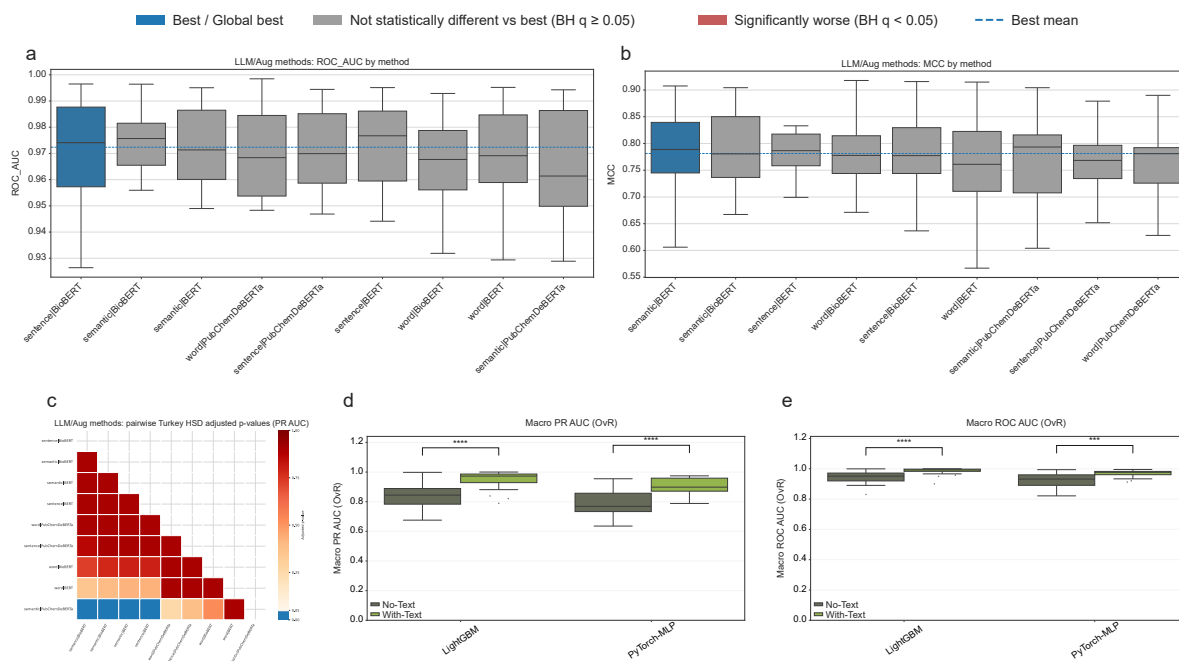 Best / Global best
Not statistically different vs best (BH q ≥ 0.05)
Significantly worse (BH q < 0.05)
Best mean
a
LLM/Aug methods: ROC_AUC by method
ROC_AUC
1.00
0.99
0.98
0.97
0.96
0.95
0.94
0.93
sentence|BioBERT
semantic|BioBERT
semantic|BERT
word|PubChemDeBERTa
sentence|PubChemDeBERTa
sentence|BERT
word|BioBERT
word|BERT
semantic|PubChemDeBERTa
b
LLM/Aug methods: MCC by method
MCC
0.90
0.85
0.80
0.75
0.70
0.65
0.60
0.55
semantic|BERT
semantic|BioBERT
sentence|BERT
word|BioBERT
sentence|BioBERT
word|BERT
semantic|PubChemDeBERTa
sentence|PubChemDeBERTa
word|PubChemDeBERTa
c
LLM/Aug methods: pairwise Turkey HSD adjusted p-values (PR AUC)
Adjusted p-value
d
Macro PR AUC (OvR)
Macro PR AUC (OvR)
1.2
1.0
0.8
0.6
0.4
0.2
0.0
****
****
No-Text
With-Text
LightGBM
PyTorch-MLP
e
Macro ROC AUC (OvR)
Macro ROC AUC (OvR)
1.2
1.0
0.8
0.6
0.4
0.2
0.0
****
***
No-Text
With-Text
LightGBM
PyTorch-MLP